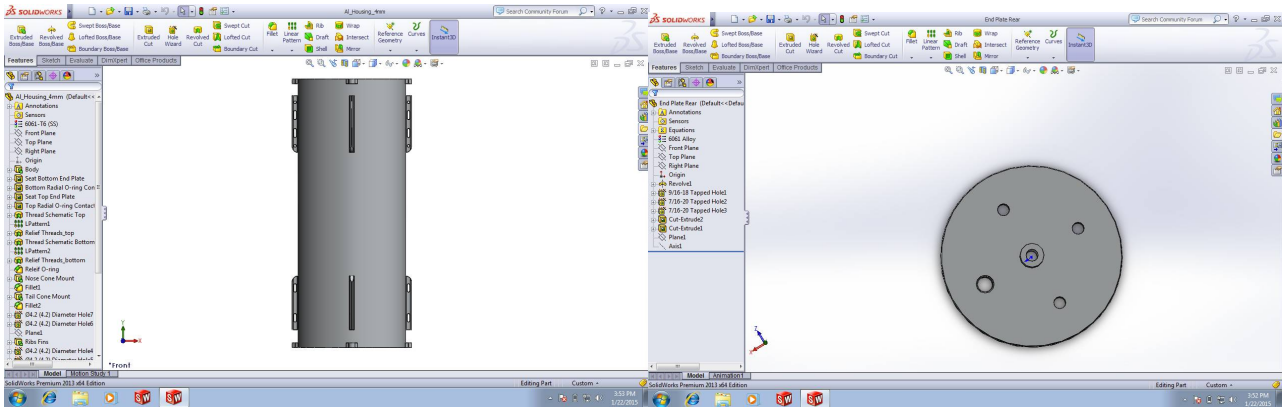 SOLIDWORKS
Al_Housing_4mm
Search Community Forum
Extruded Boss/Base
Revolved Boss/Base
Swept Boss/Base
Lofted Boss/Base
Boundary Boss/Base
Extruded Cut
Hole Wizard
Revolved Cut
Swept Cut
Lofted Cut
Boundary Cut
Fillet
Linear Pattern
Rib
Draft
Shell
Wrap
Intersect
Mirror
Reference Geometry
Curves
Instant3D
Features
Sketch
Evaluate
DimXpert
Office Products
Al_Housing_4mm (Default<<
Annotations
Sensors
6061-T6 (SS)
Front Plane
Top Plane
Right Plane
Origin
Body
Seat Bottom End Plate
Bottom Radial O-ring Con
Seat Top End Plate
Top Radial O-ring Contact
Thread Schematic Top
LPattern1
Relief Threads_top
Thread Schematic Bottom
LPattern2
Relief Threads_bottom
Releif O-ring
Nose Cone Mount
Fillet1
Tail Cone Mount
Fillet2
Ø4.2 (4.2) Diameter Hole7
Ø4.2 (4.2) Diameter Hole6
Plane1
Ribs Fins
Ø4.2 (4.2) Diameter Hole4
Y
X
*Front
Model
Motion Study 1
SolidWorks Premium 2013 x64 Edition
Editing Part
Custom
3:53 PM
1/22/2015
SOLIDWORKS
End Plate Rear
Search Community Forum
Extruded Boss/Base
Revolved Boss/Base
Swept Boss/Base
Lofted Boss/Base
Boundary Boss/Base
Extruded Cut
Hole Wizard
Revolved Cut
Swept Cut
Lofted Cut
Boundary Cut
Fillet
Linear Pattern
Rib
Draft
Shell
Wrap
Intersect
Mirror
Reference Geometry
Curves
Instant3D
Features
Sketch
Evaluate
DimXpert
Office Products
End Plate Rear (Default<<Defau
Annotations
Sensors
Equations
6061 Alloy
Front Plane
Top Plane
Right Plane
Origin
Revolve1
9/16-18 Tapped Hole1
7/16-20 Tapped Hole2
7/16-20 Tapped Hole3
Cut-Extrude2
Cut-Extrude1
Plane1
Axis1
Z
X
Model
Animation1
SolidWorks Premium 2013 x64 Edition
Editing Part
Custom
3:52 PM
1/22/2015